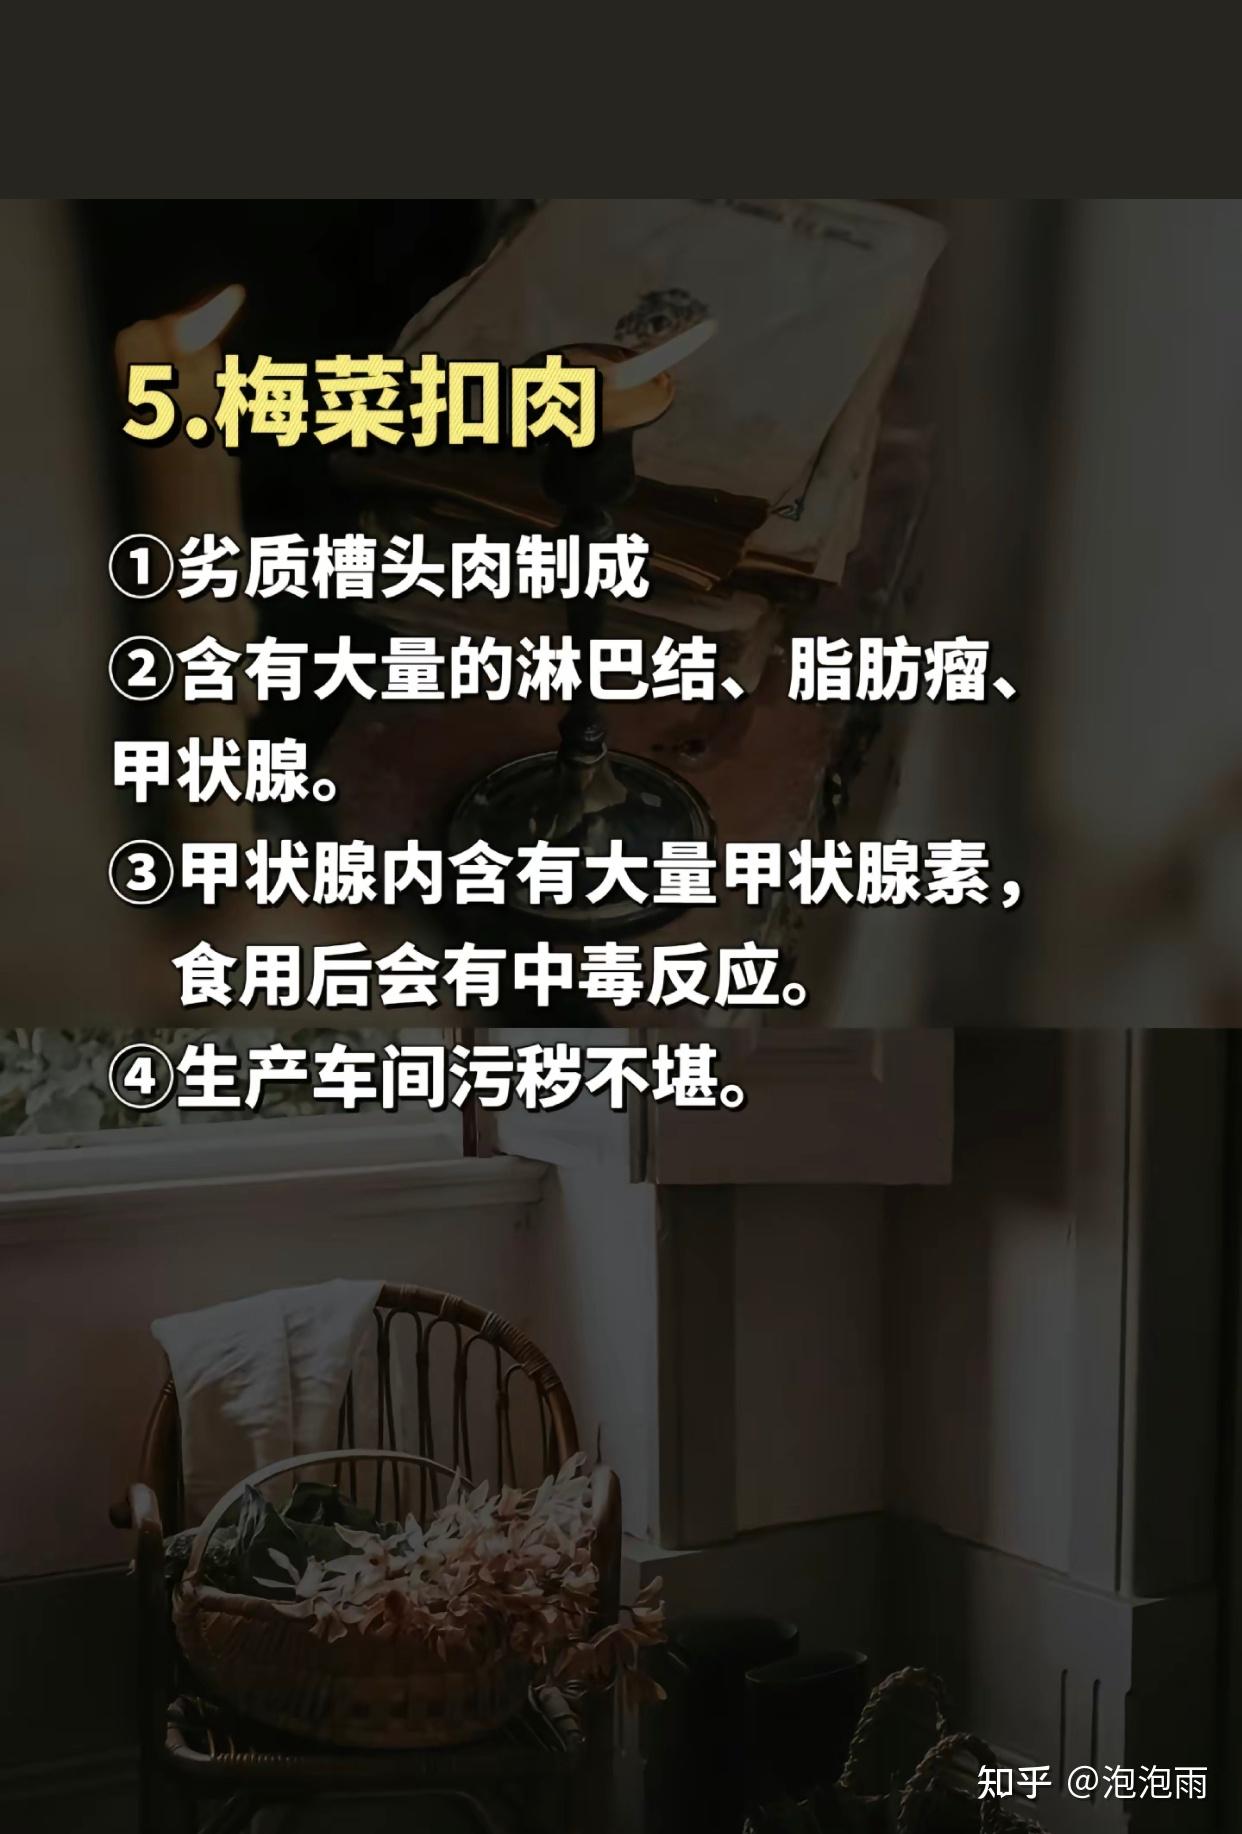 5.梅菜扣肉
①劣质槽头肉制成
②含有大量的淋巴结、脂肪瘤、
甲状腺。
③甲状腺内含有大量甲状腺素，
食用后会有中毒反应。
④生产车间污秽不堪。
知乎 @泡泡雨